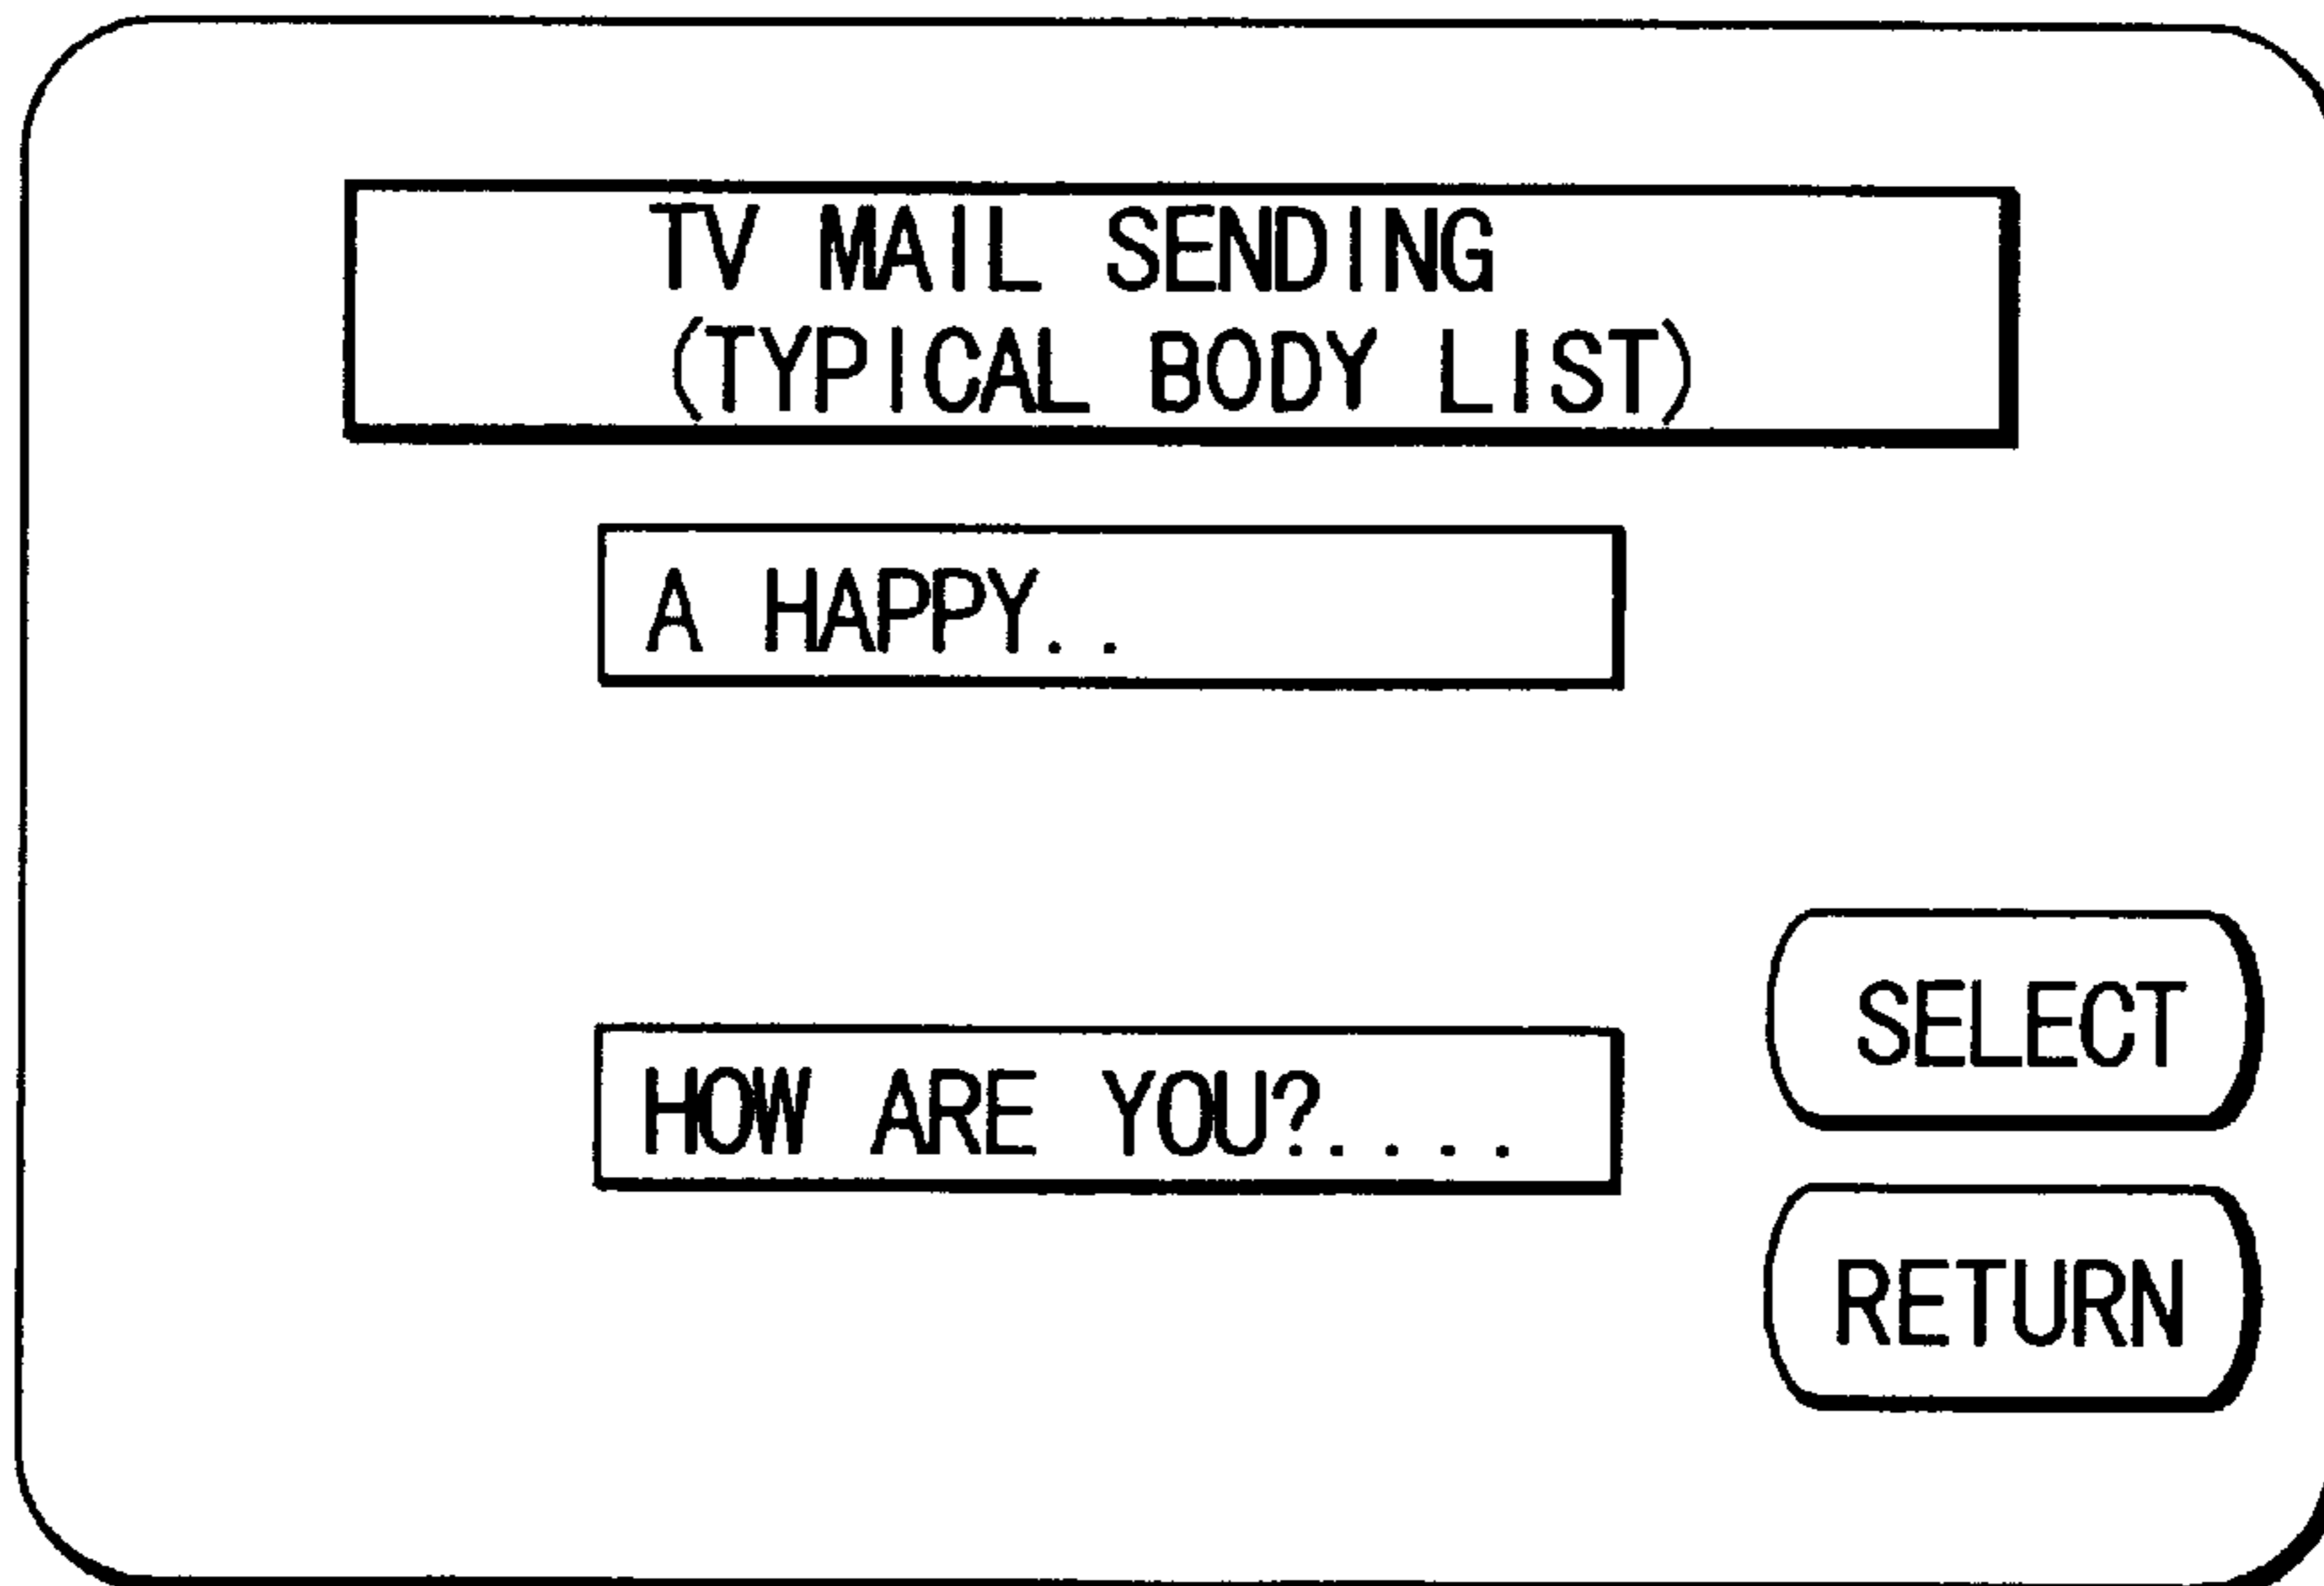 TV MAIL SENDING
(TYPICAL BODY LIST)
A HAPPY..
HOW ARE YOU?....
SELECT
RETURN